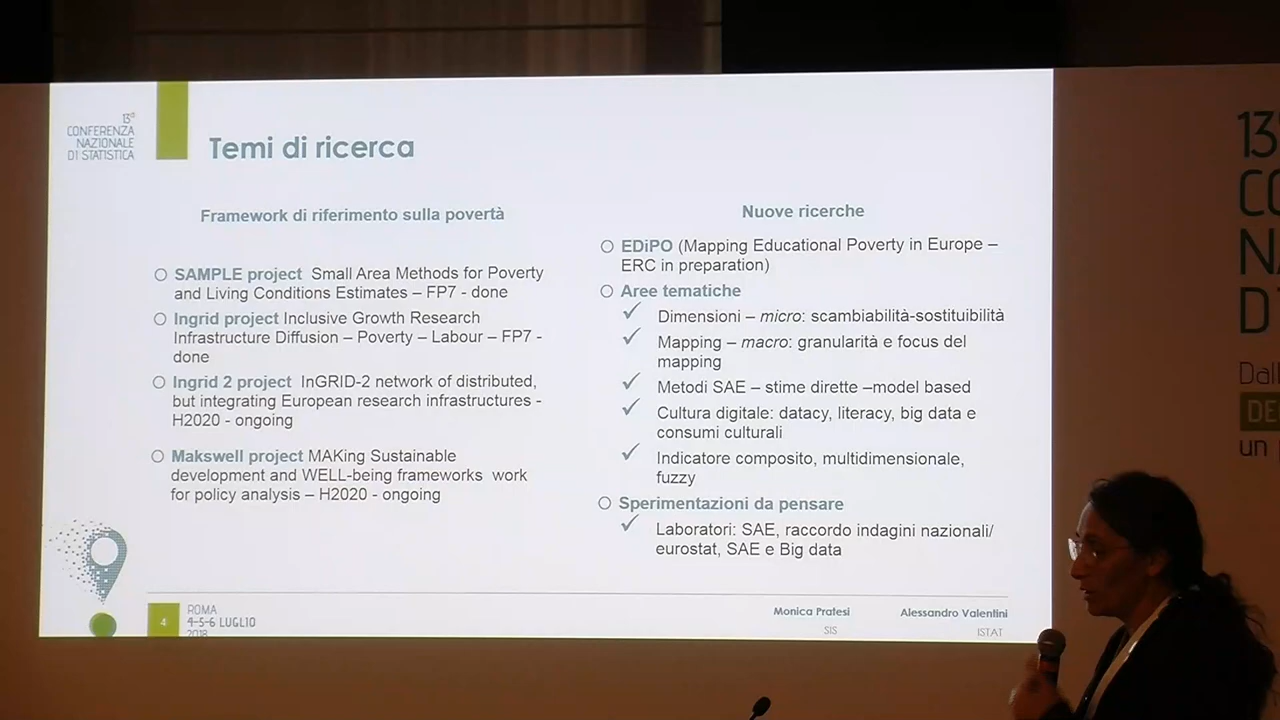 13a
CONFERENZA
NAZIONALE
DI STATISTICA
Temi di ricerca
Framework di riferimento sulla povertà
SAMPLE project Small Area Methods for Poverty
and Living Conditions Estimates – FP7 - done
Ingrid project Inclusive Growth Research
Infrastructure Diffusion – Poverty – Labour – FP7 -
done
Ingrid 2 project InGRID-2 network of distributed,
but integrating European research infrastructures -
H2020 - ongoing
Makswell project MAKing Sustainable
development and WELL-being frameworks work
for policy analysis – H2020 - ongoing
Nuove ricerche
EDiPO (Mapping Educational Poverty in Europe –
ERC in preparation)
Aree tematiche
Dimensioni – micro: scambiabilità-sostituibilità
Mapping – macro: granularità e focus del
mapping
Metodi SAE – stime dirette –model based
Cultura digitale: datacy, literacy, big data e
consumi culturali
Indicatore composito, multidimensionale,
fuzzy
Sperimentazioni da pensare
Laboratori: SAE, raccordo indagini nazionali/
eurostat, SAE e Big data
4
ROMA
4-5-6 LUGLIO
2018
Monica Pratesi
SIS
Alessandro Valentini
ISTAT
13
CO
N
D
Dal
DE
un